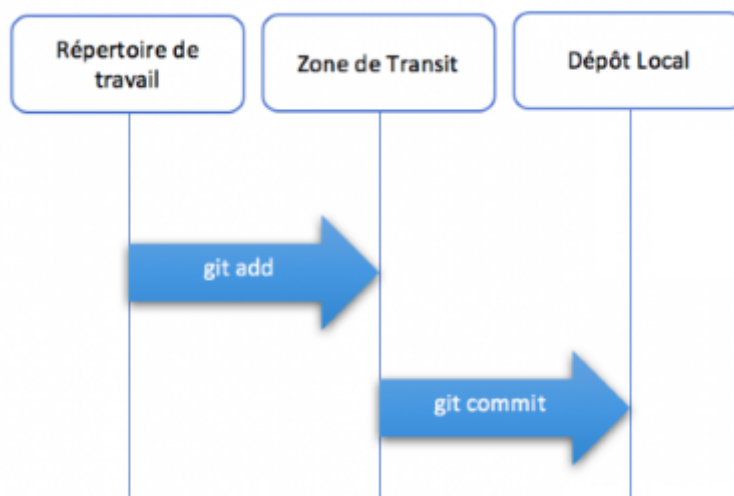 Répertoire de
travail
Zone de Transit
Dépôt Local
git add
git commit